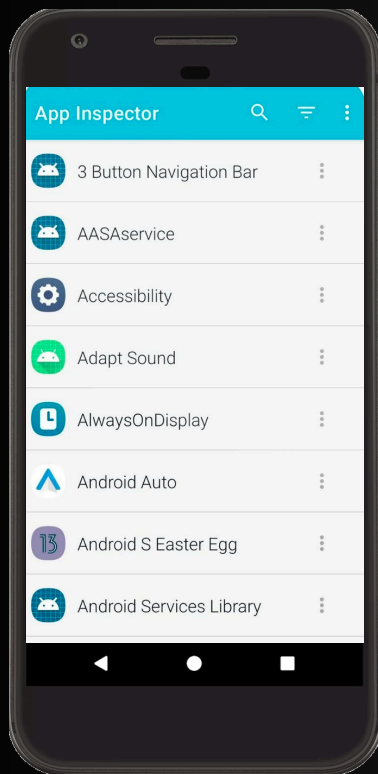 App Inspector
3 Button Navigation Bar
AASAservice
Accessibility
Adapt Sound
AlwaysOnDisplay
Android Auto
13
Android S Easter Egg
Android Services Library